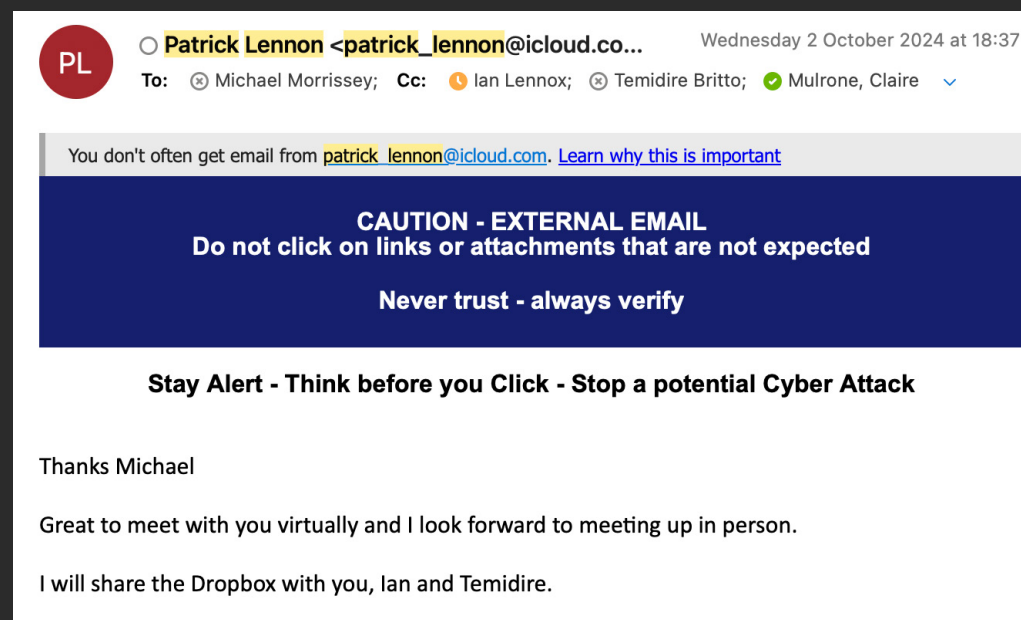 PL
Patrick Lennon <patrick_lennon@icloud.co...
Wednesday 2 October 2024 at 18:37
To: Michael Morrissey; Cc: Ian Lennox; Temidire Britto; Mulrone, Claire
You don't often get email from patrick_lennon@icloud.com. Learn why this is important
CAUTION - EXTERNAL EMAIL
Do not click on links or attachments that are not expected
Never trust - always verify
Stay Alert - Think before you Click - Stop a potential Cyber Attack
Thanks Michael
Great to meet with you virtually and I look forward to meeting up in person.
I will share the Dropbox with you, Ian and Temidire.